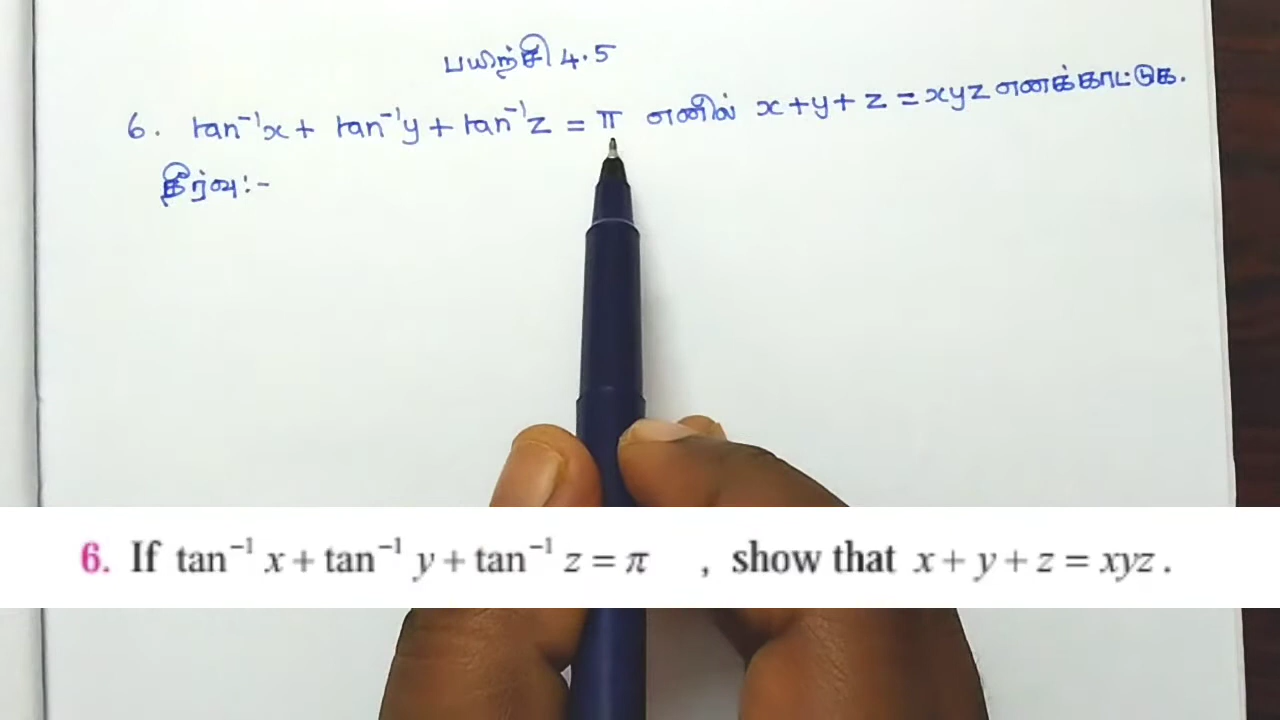 பயிற்சி 4.5
6. tan⁻¹x + tan⁻¹y + tan⁻¹z = π எனில் x+y+z = xyz எனக்காட்டுக.
தீர்வு:-
6. If tan⁻¹ x + tan⁻¹ y + tan⁻¹ z = π , show that x + y + z = xyz .